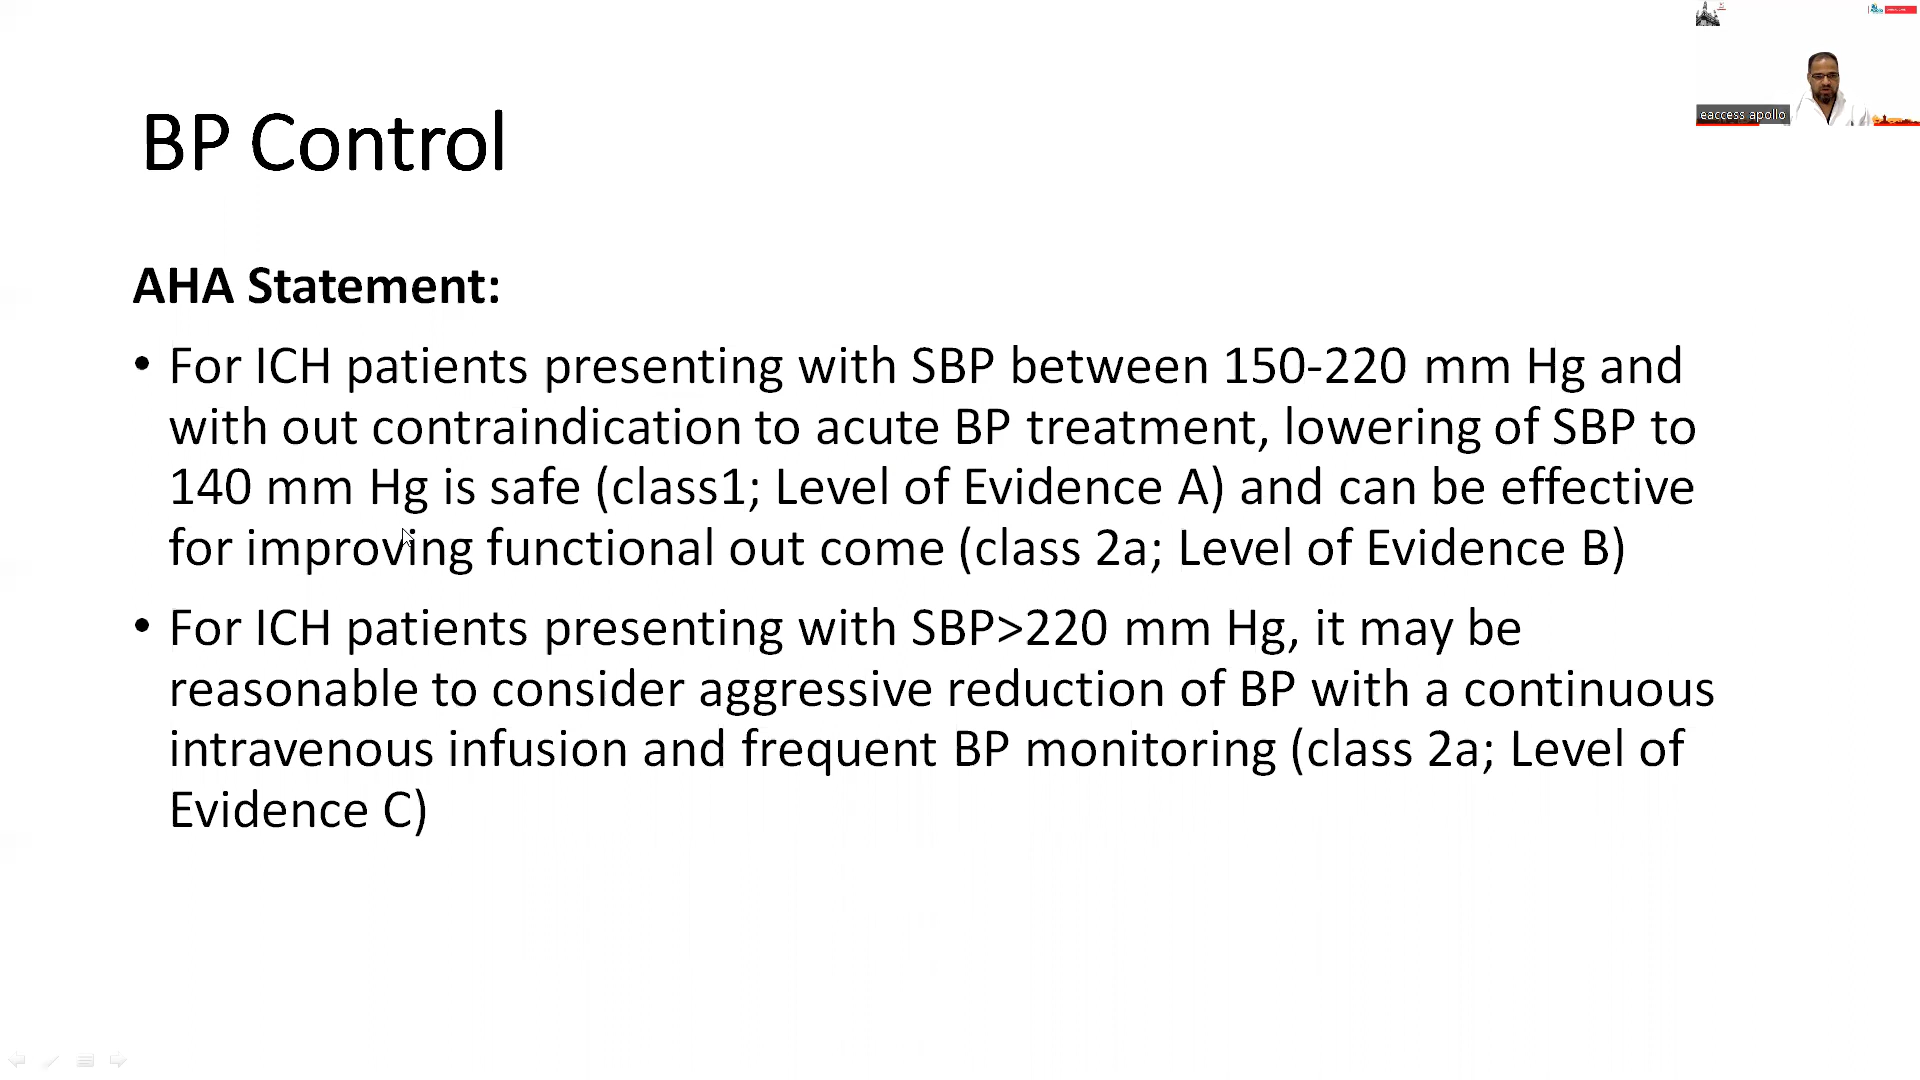 eaccess apollo
BP Control
AHA Statement:
• For ICH patients presenting with SBP between 150-220 mm Hg and
with out contraindication to acute BP treatment, lowering of SBP to
140 mm Hg is safe (class1; Level of Evidence A) and can be effective
for improving functional out come (class 2a; Level of Evidence B)
• For ICH patients presenting with SBP>220 mm Hg, it may be
reasonable to consider aggressive reduction of BP with a continuous
intravenous infusion and frequent BP monitoring (class 2a; Level of
Evidence C)